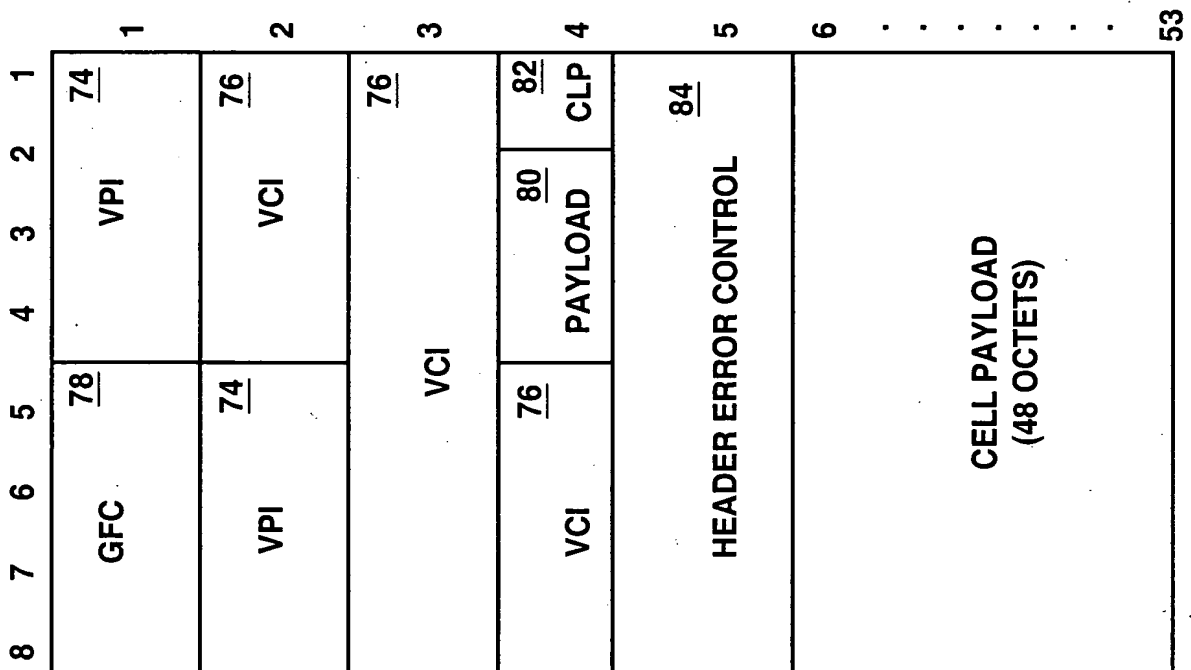 8 7 6 5 4 3 2 1
78 74
GFC VPI 1
74 76
VPI VCI 2
76
VCI 3
76 80 82
VCI PAYLOAD CLP 4
84
HEADER ERROR CONTROL 5
6
.
.
.
.
.
.
.
CELL PAYLOAD
(48 OCTETS)
53